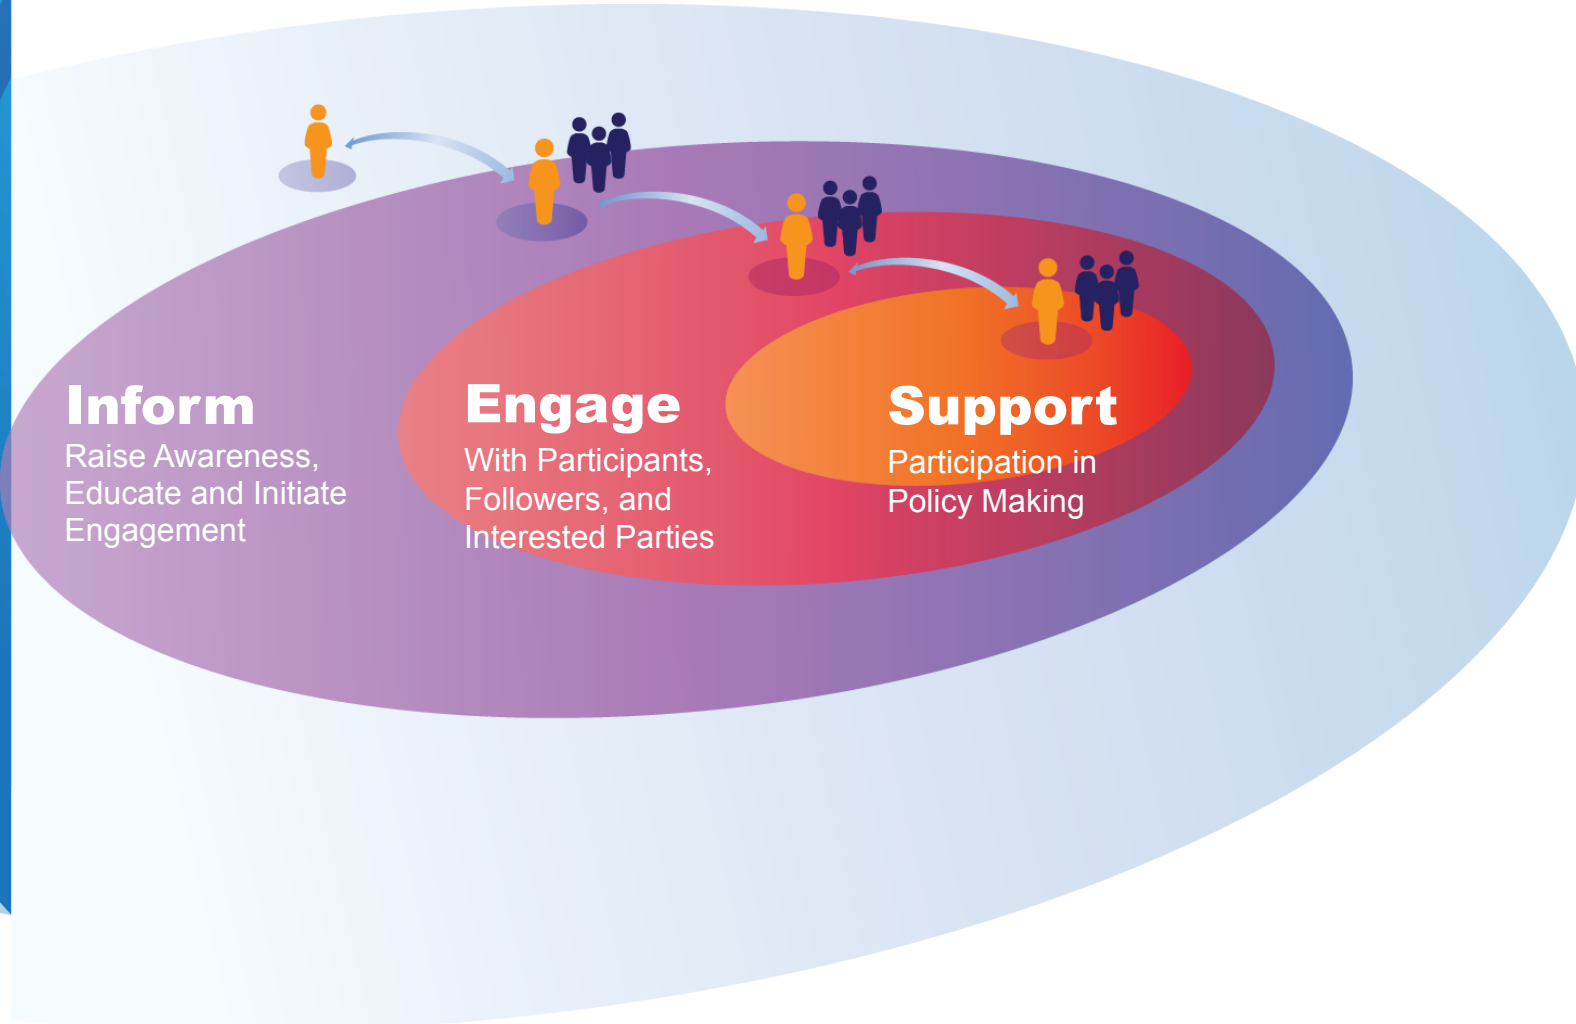 Inform
Raise Awareness,
Educate and Initiate
Engagement
Engage
With Participants,
Followers, and
Interested Parties
Support
Participation in
Policy Making